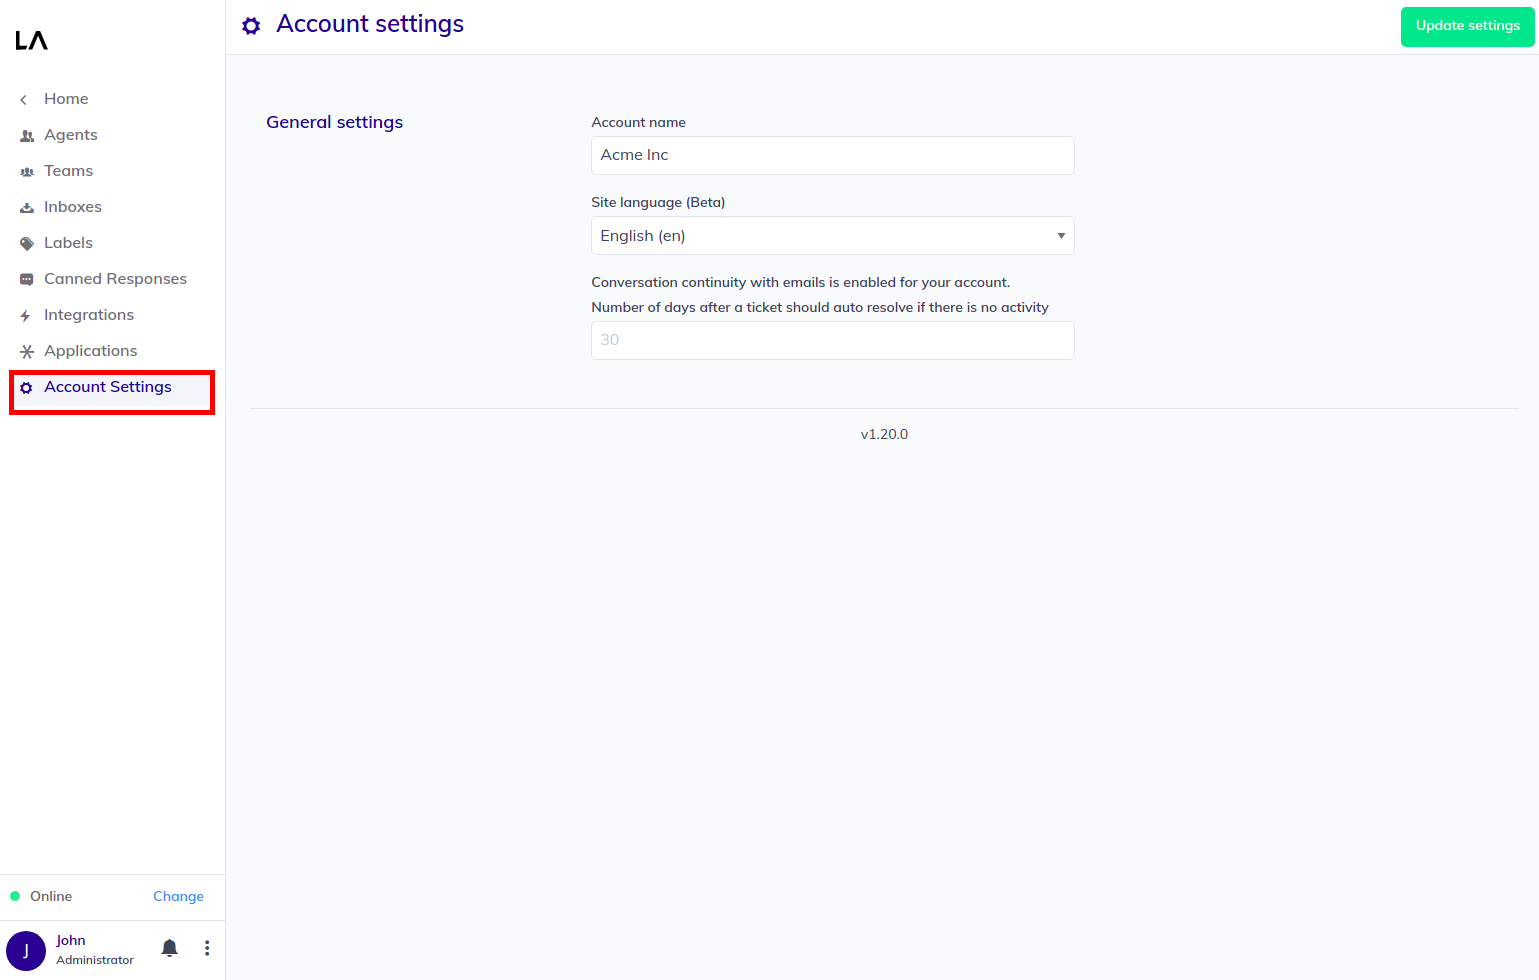 LA
Home
Agents
Teams
Inboxes
Labels
Canned Responses
Integrations
Applications
Account Settings
Online Change
J
John
Administrator
Account settings
Update settings
General settings
Account name
Acme Inc
Site language (Beta)
English (en)
Conversation continuity with emails is enabled for your account.
Number of days after a ticket should auto resolve if there is no activity
30
v1.20.0